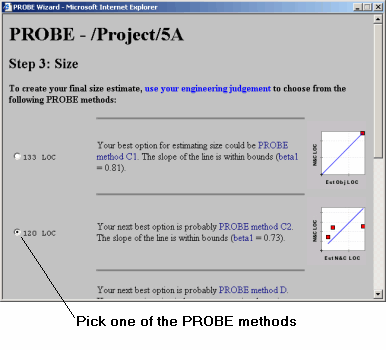 PROBE Wizard - Microsoft Internet Explorer
PROBE - /Project/5A
Step 3: Size
To create your final size estimate, use your engineering judgement to choose from the
following PROBE methods:
133 LOC
Your best option for estimating size could be PROBE
method C1. The slope of the line is within bounds (beta1
= 0.81).
N&C LOC
Est Obj LOC
120 LOC
Your next best option is probably PROBE method C2.
The slope of the line is within bounds (beta1 = 0.73).
N&C LOC
Est N&C LOC
Your next best option is probably PROBE method D.
Pick one of the PROBE methods